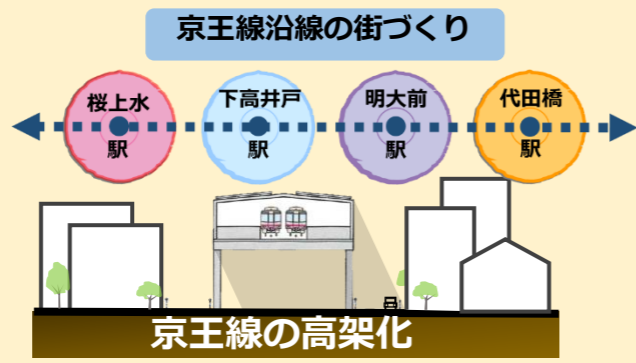 京王線沿線の街づくり
桜上水
駅
下高井戸
駅
明大前
駅
代田橋
駅
京王線の高架化